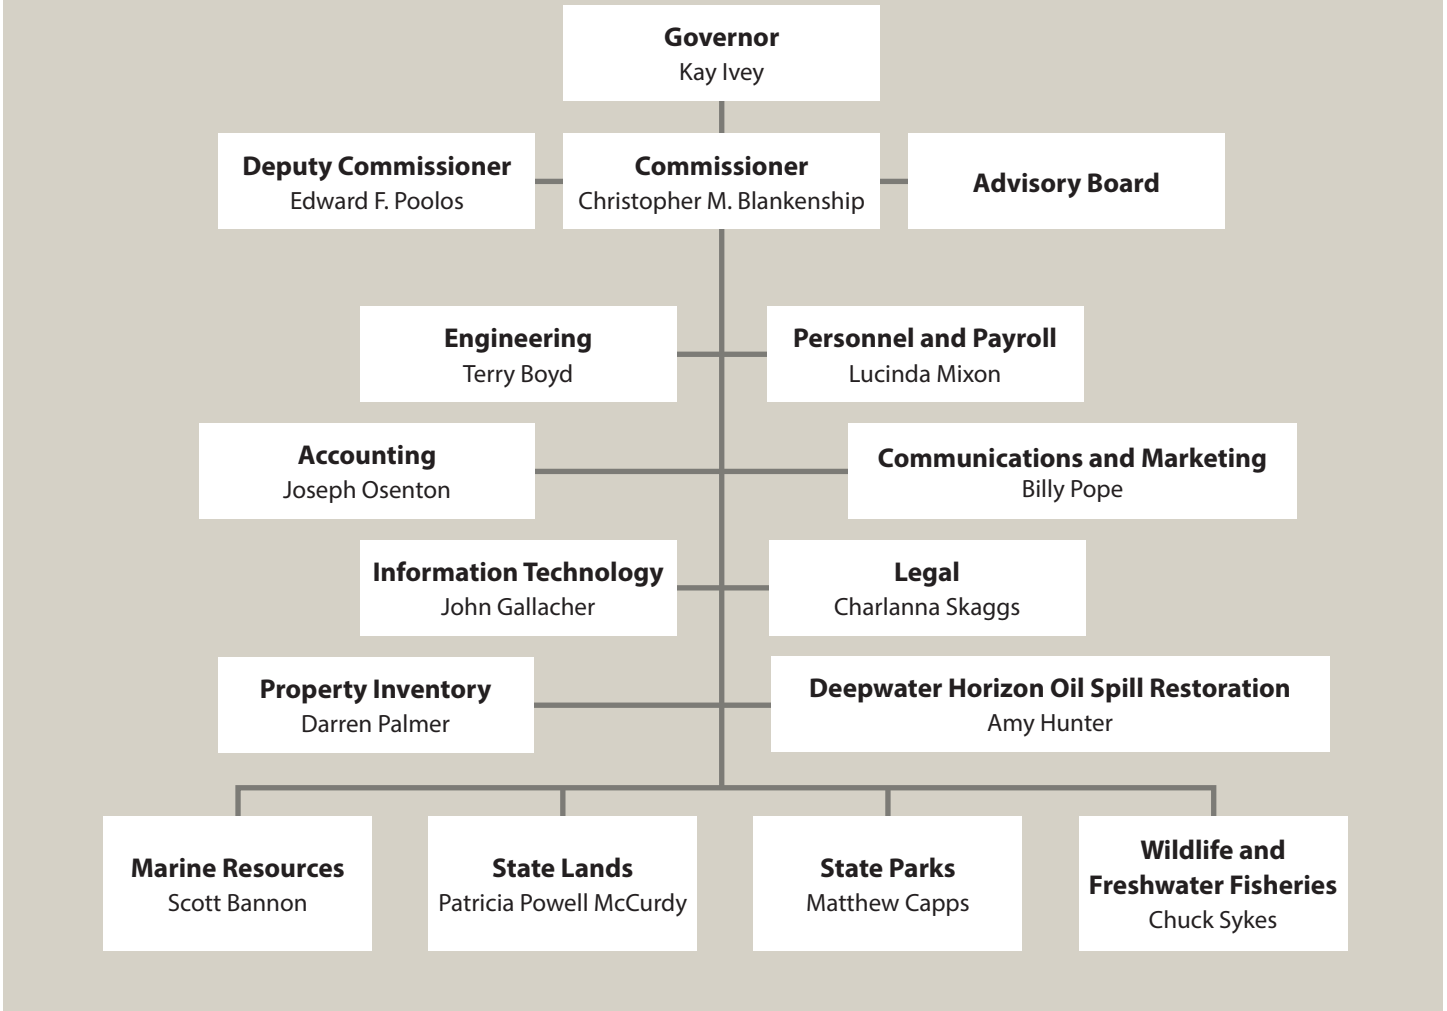 Governor
Kay Ivey
Deputy Commissioner
Edward F. Poolos
Commissioner
Christopher M. Blankenship
Advisory Board
Engineering
Terry Boyd
Personnel and Payroll
Lucinda Mixon
Accounting
Joseph Osenton
Communications and Marketing
Billy Pope
Information Technology
John Gallacher
Legal
Charlanna Skaggs
Property Inventory
Darren Palmer
Deepwater Horizon Oil Spill Restoration
Amy Hunter
Marine Resources
Scott Bannon
State Lands
Patricia Powell McCurdy
State Parks
Matthew Capps
Wildlife and
Freshwater Fisheries
Chuck Sykes